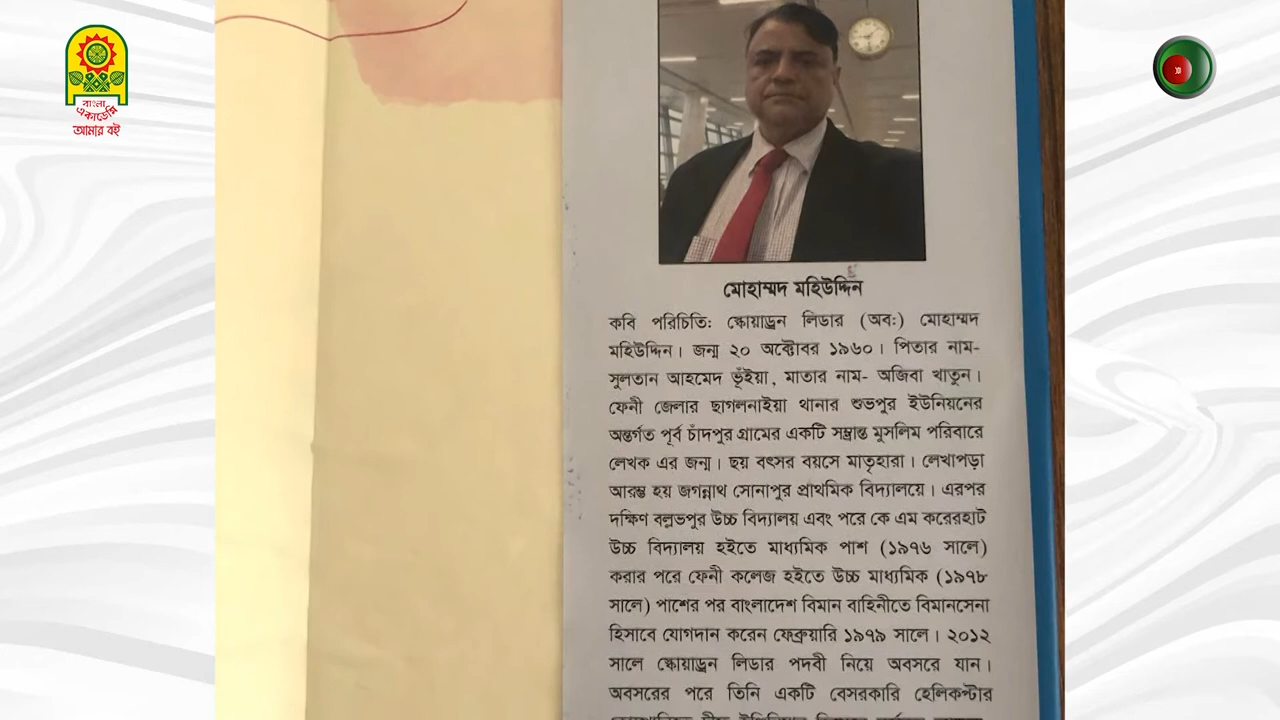 বাংলা
একাডেমি
আমার বই
মোহাম্মদ মহিউদ্দিন
কবি পরিচিতি: স্কোয়াড্রন লিডার (অব:) মোহাম্মদ
মহিউদ্দিন। জন্ম ২০ অক্টোবর ১৯৬০। পিতার নাম-
সুলতান আহমেদ ভূঁইয়া, মাতার নাম- অজিবা খাতুন।
ফেনী জেলার ছাগলনাইয়া থানার শুভপুর ইউনিয়নের
অন্তর্গত পূর্ব চাঁদপুর গ্রামের একটি সম্ভ্রান্ত মুসলিম পরিবারে
লেখক এর জন্ম। ছয় বৎসর বয়সে মাতৃহারা। লেখাপড়া
আরম্ভ হয় জগন্নাথ সোনাপুর প্রাথমিক বিদ্যালয়ে। এরপর
দক্ষিণ বল্লভপুর উচ্চ বিদ্যালয় এবং পরে কে এম করেরহাট
উচ্চ বিদ্যালয় হইতে মাধ্যমিক পাশ (১৯৭৬ সালে)
করার পরে ফেনী কলেজ হইতে উচ্চ মাধ্যমিক (১৯৭৮
সালে) পাশের পর বাংলাদেশ বিমান বাহিনীতে বিমানসেনা
হিসাবে যোগদান করেন ফেব্রুয়ারি ১৯৭৯ সালে। ২০১২
সালে স্কোয়াড্রন লিডার পদবী নিয়ে অবসরে যান।
অবসরের পরে তিনি একটি বেসরকারি হেলিকপ্টার